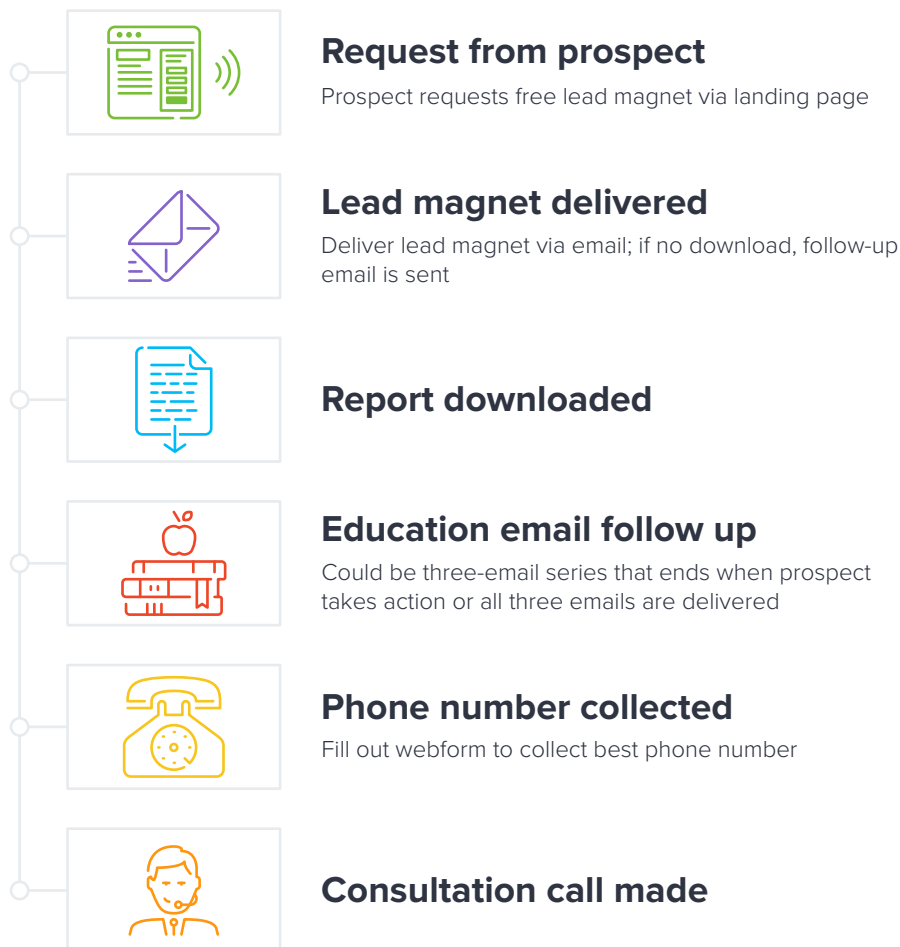 Request from prospect
Prospect requests free lead magnet via landing page
Lead magnet delivered
Deliver lead magnet via email; if no download, follow-up
email is sent
Report downloaded
Education email follow up
Could be three-email series that ends when prospect
takes action or all three emails are delivered
Phone number collected
Fill out webform to collect best phone number
Consultation call made